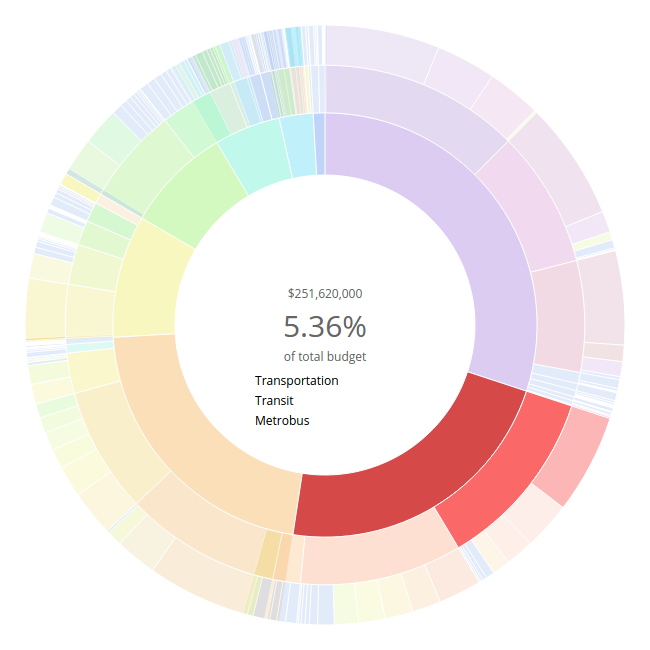 $251,620,000
5.36%
of total budget
Transportation
Transit
Metrobus